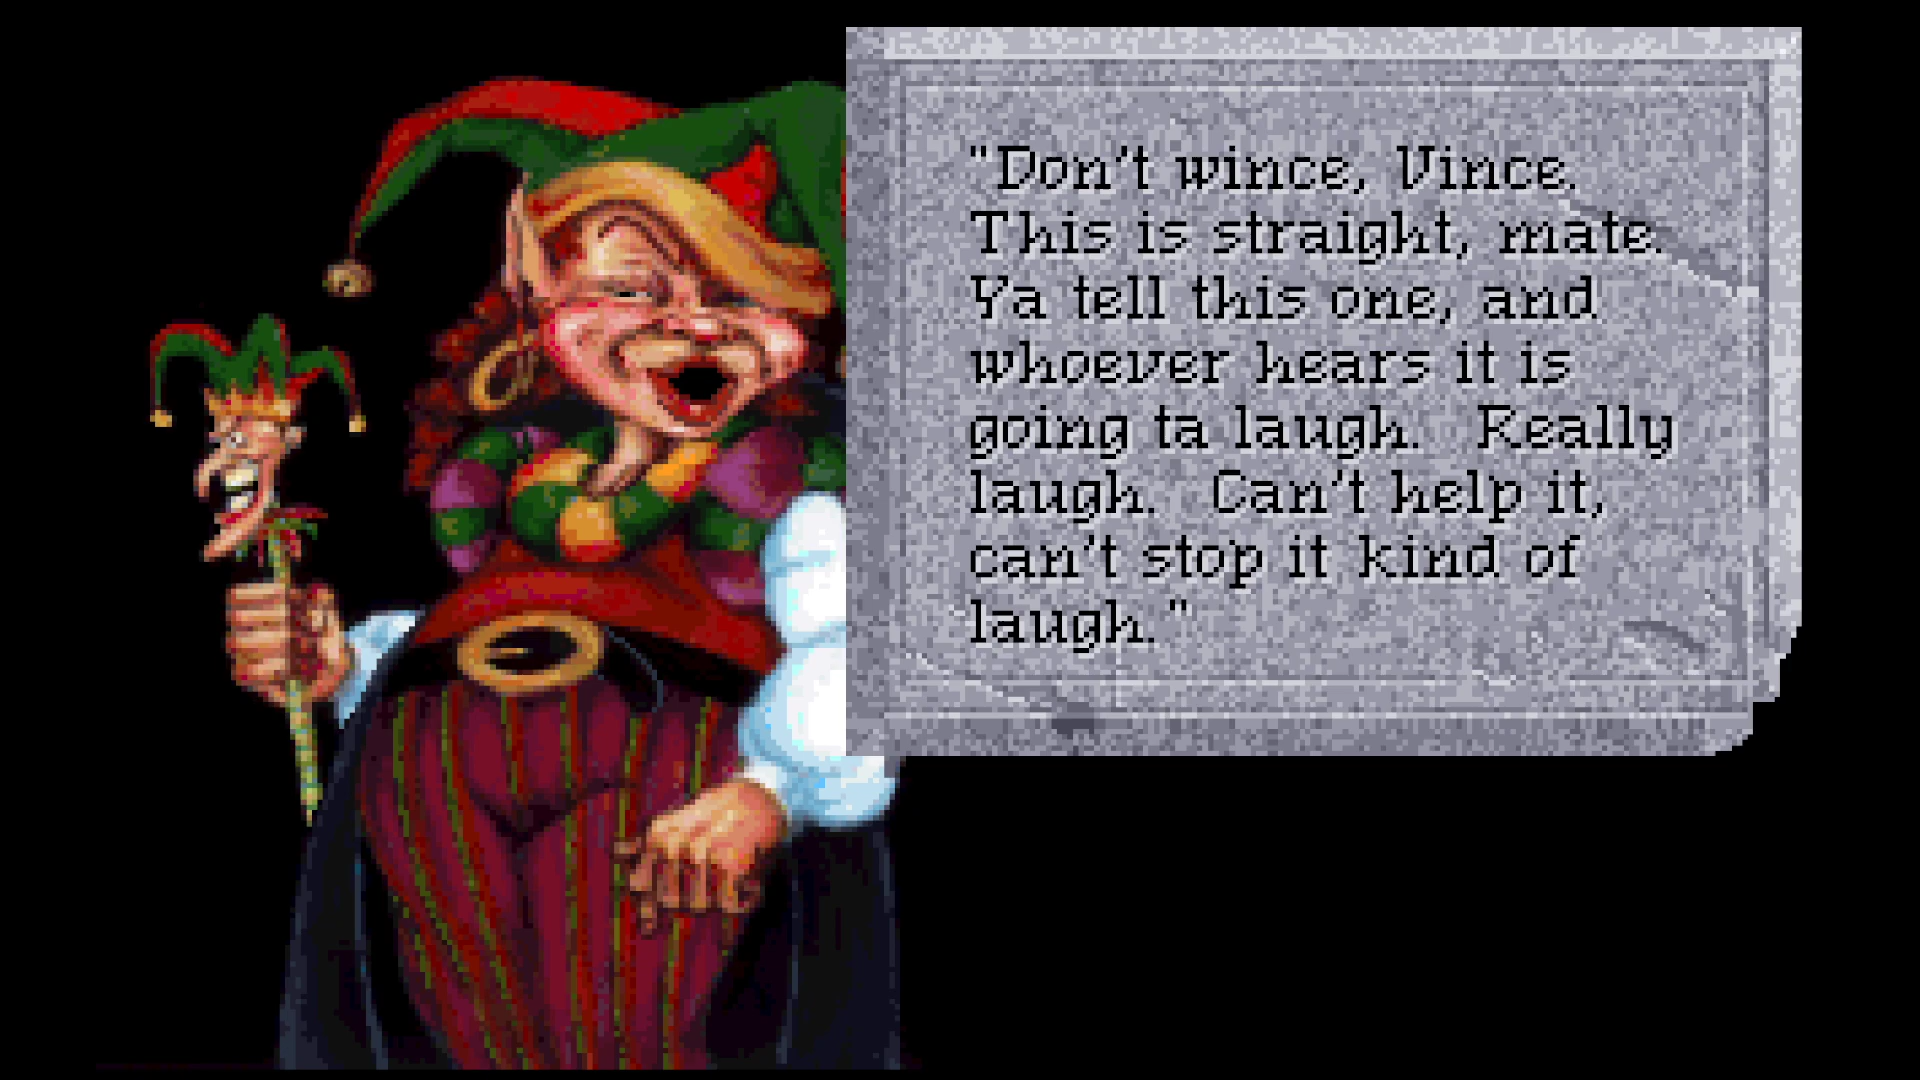 "Don't wince, Vince.
This is straight, mate.
Ya tell this one, and
whoever hears it is
going ta laugh.  Really
laugh.  Can't help it,
can't stop it kind of
laugh."